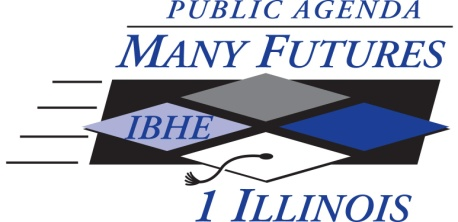 PUBLIC AGENDA
MANY FUTURES
IBHE
1 ILLINOIS